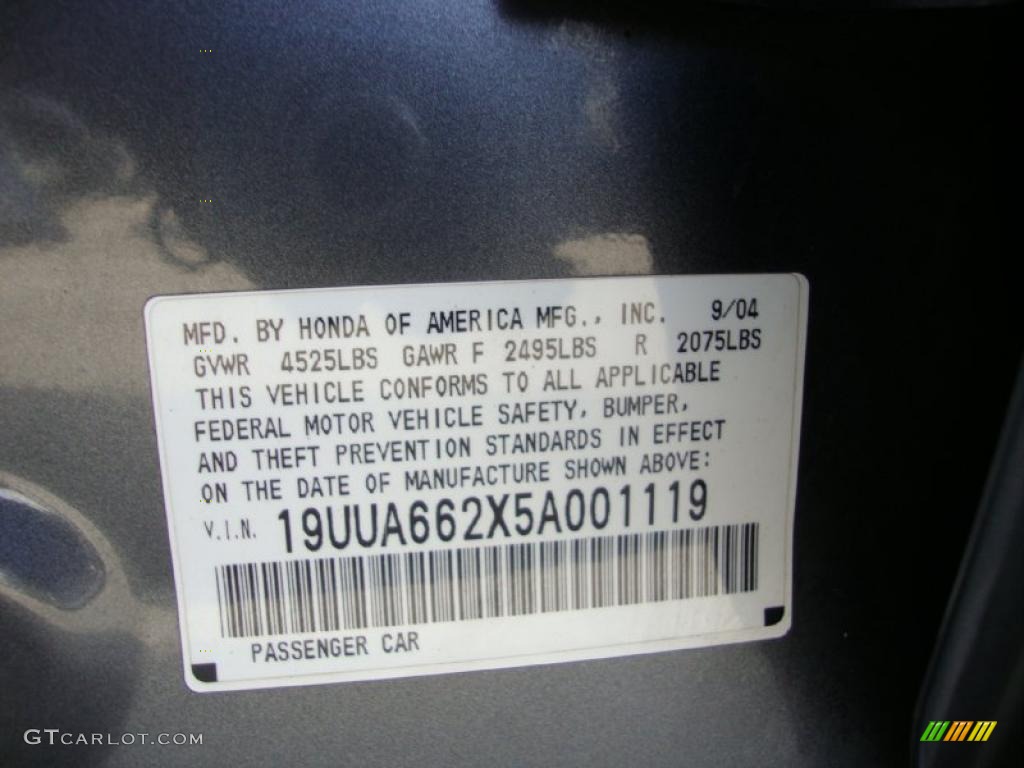 MFD. BY HONDA OF AMERICA MFG., INC. 9/04
GVWR 4525LBS GAWR F 2495LBS R 2075LBS
THIS VEHICLE CONFORMS TO ALL APPLICABLE
FEDERAL MOTOR VEHICLE SAFETY, BUMPER,
AND THEFT PREVENTION STANDARDS IN EFFECT
ON THE DATE OF MANUFACTURE SHOWN ABOVE:
V.I.N. 19UUA662X5A001119
PASSENGER CAR
GTCARLOT.COM